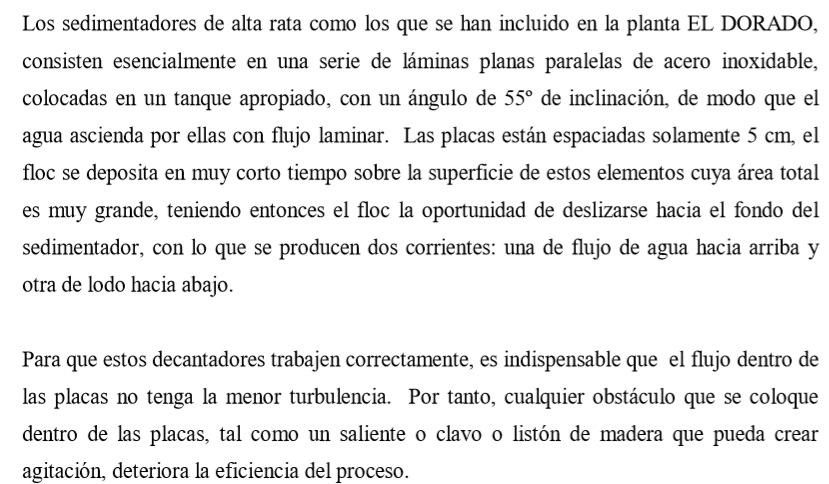 Los sedimentadores de alta rata como los que se han incluido en la planta EL DORADO,
consisten esencialmente en una serie de láminas planas paralelas de acero inoxidable,
colocadas en un tanque apropiado, con un ángulo de 55º de inclinación, de modo que el
agua ascienda por ellas con flujo laminar.  Las placas están espaciadas solamente 5 cm, el
floc se deposita en muy corto tiempo sobre la superficie de estos elementos cuya área total
es muy grande, teniendo entonces el floc la oportunidad de deslizarse hacia el fondo del
sedimentador, con lo que se producen dos corrientes: una de flujo de agua hacia arriba y
otra de lodo hacia abajo.
Para que estos decantadores trabajen correctamente, es indispensable que  el flujo dentro de
las placas no tenga la menor turbulencia.  Por tanto, cualquier obstáculo que se coloque
dentro de las placas, tal como un saliente o clavo o listón de madera que pueda crear
agitación, deteriora la eficiencia del proceso.